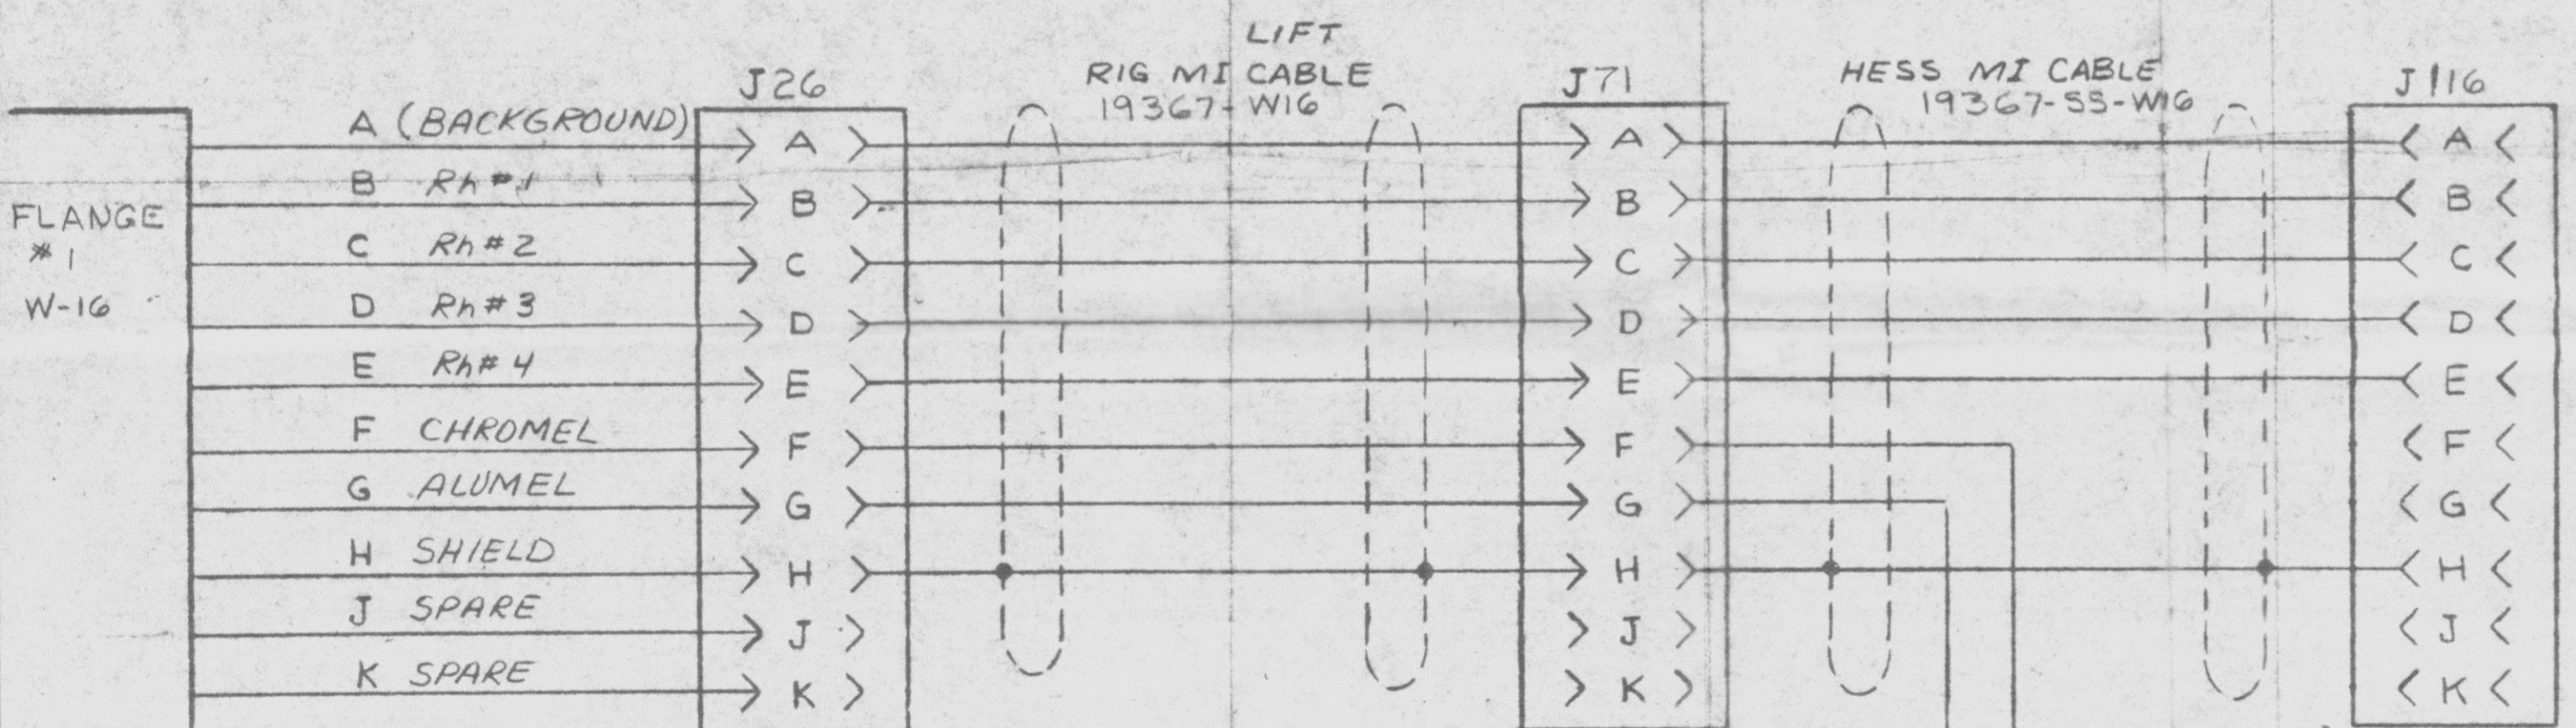 LIFT
J26 RIG MI CABLE J71 HESS MI CABLE J116
19367-W16 19367-SS-W16
A (BACKGROUND) A A A
B Rh#1 B B B
FLANGE
#1
W-16
C Rh#2 C C C
D Rh#3 D D D
E Rh#4 E E E
F CHROMEL F F F
G ALUMEL G G G
H SHIELD H H H
J SPARE J J J
K SPARE K K K